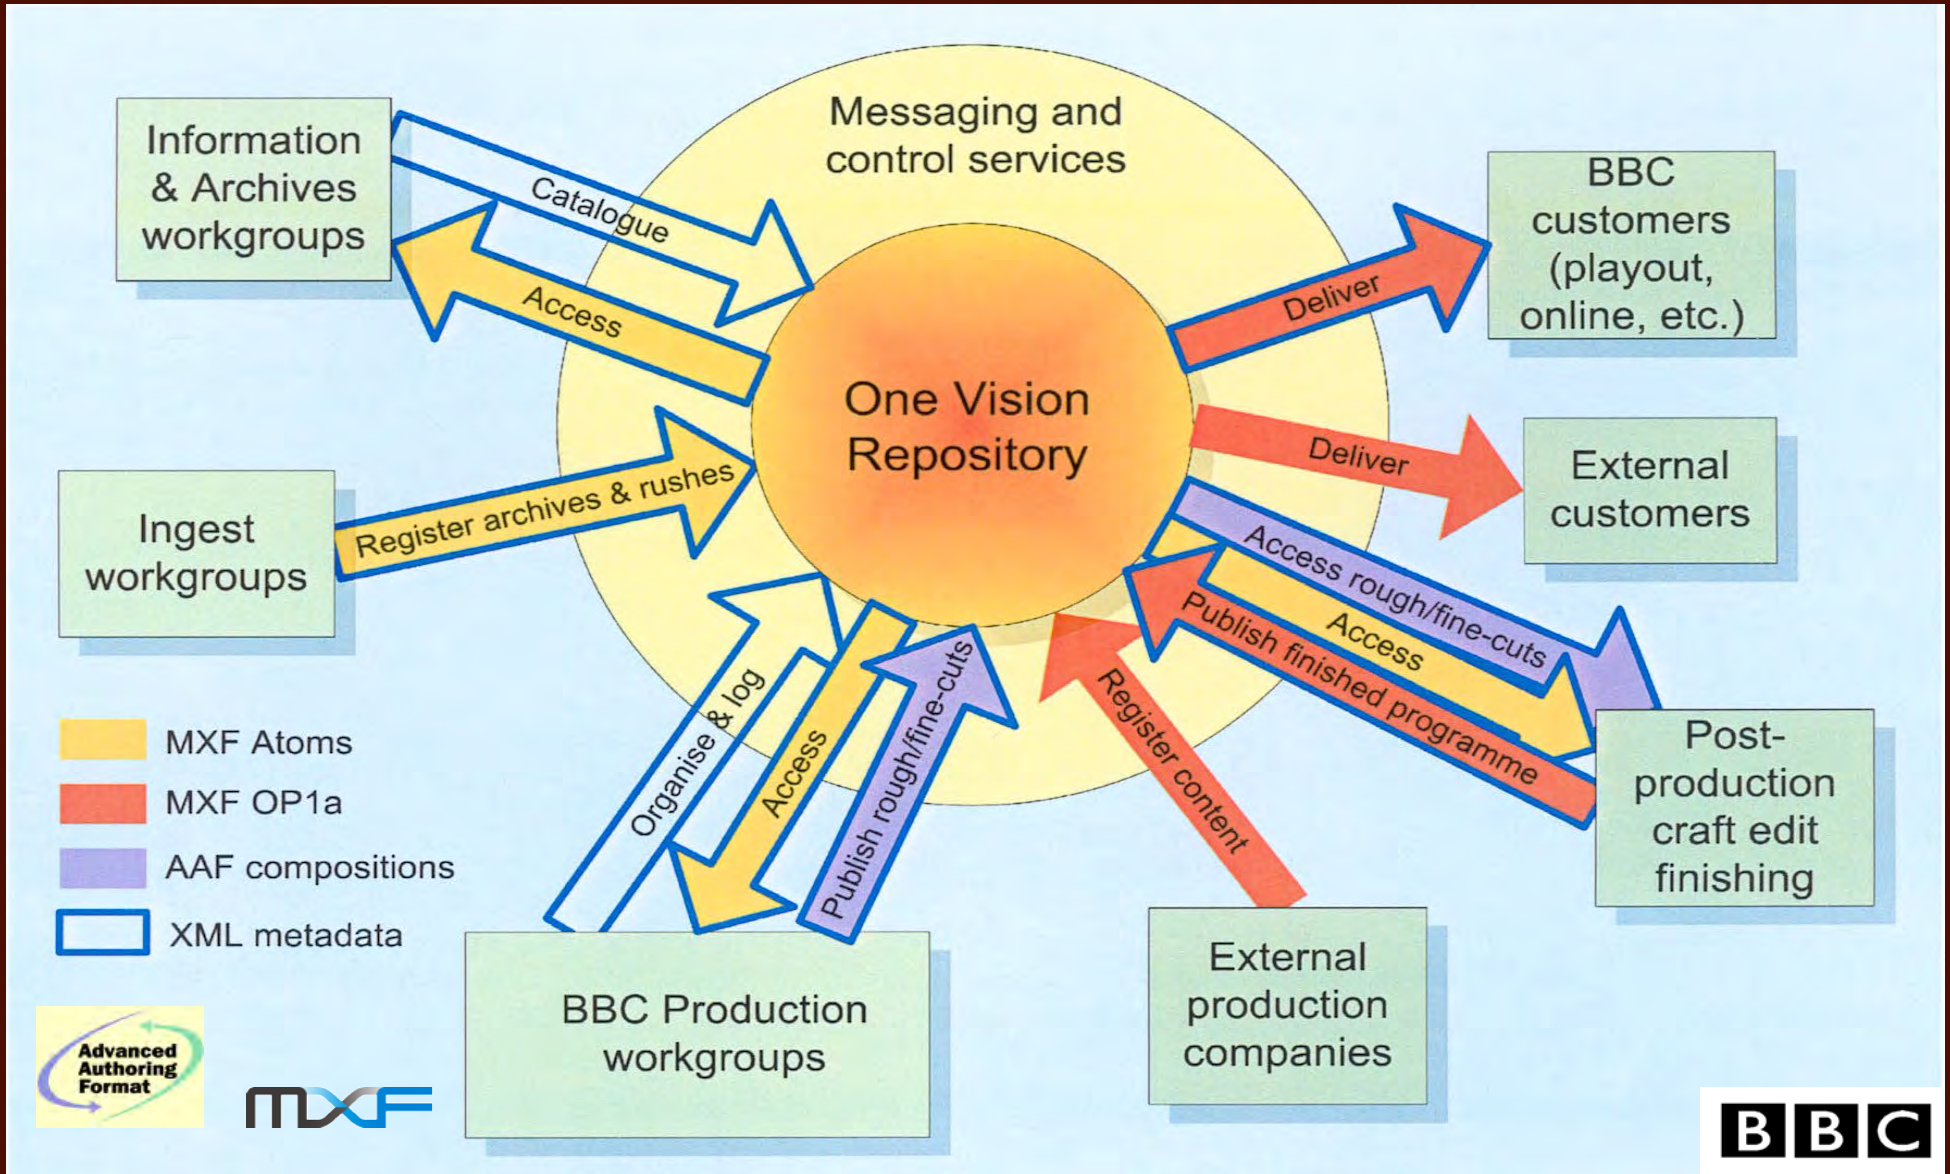 Messaging and
control services
Information
& Archives
workgroups
Catalogue
Access
BBC
customers
(playout,
online, etc.)
Deliver
One Vision
Repository
Deliver
External
customers
Ingest
workgroups
Register archives & rushes
Access rough/fine-cuts
Access
Publish finished programme
Post-
production
craft edit
finishing
Organise & log
Access
Publish rough/fine-cuts
Register content
MXF Atoms
MXF OP1a
AAF compositions
XML metadata
BBC Production
workgroups
External
production
companies
Advanced
Authoring
Format
MXF
BBC